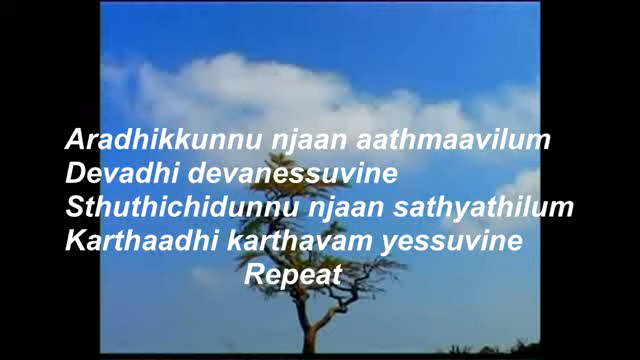 Aradhikkunnu njaan aathmaavilum
Devadhi devanessuvine
Sthuthichidunnu njaan sathyathilum
Karthaadhi karthavam yessuvine
Repeat